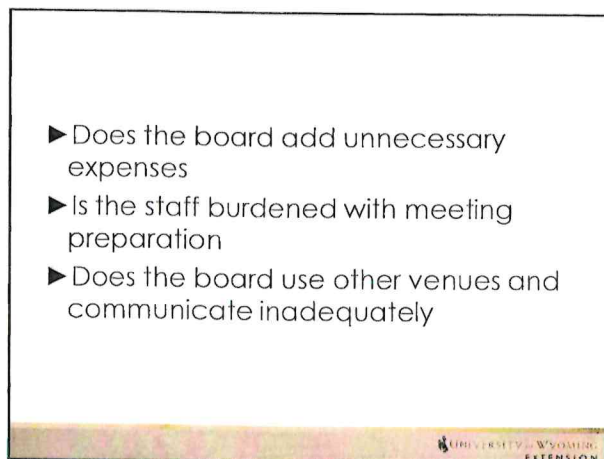 ►Does the board add unnecessary
expenses
►Is the staff burdened with meeting
preparation
►Does the board use other venues and
communicate inadequately
UNIVERSITY OF WYOMING
EXTENSION